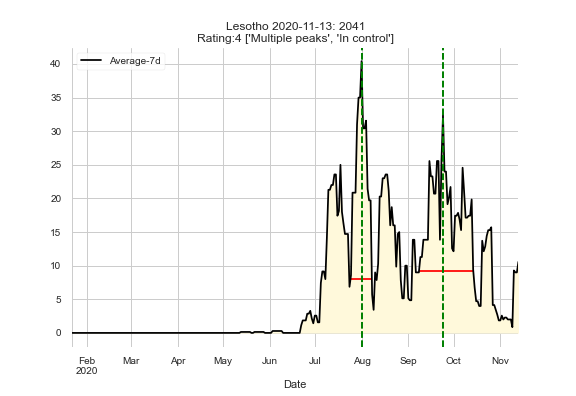 Lesotho 2020-11-13: 2041
Rating:4 ['Multiple peaks', 'In control']
Average-7d
40
35
30
25
20
15
10
5
0
Feb Mar Apr May Jun Jul Aug Sep Oct Nov
2020
Date